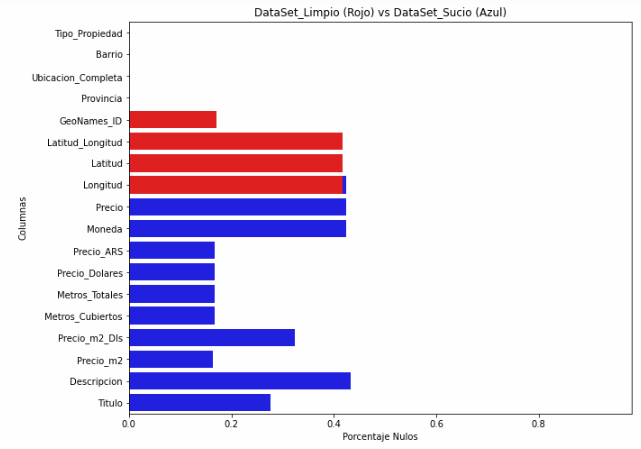 DataSet_Limpio (Rojo) vs DataSet_Sucio (Azul)
Tipo_Propiedad
Barrio
Ubicacion_Completa
Provincia
GeoNames_ID
Latitud_Longitud
Latitud
Longitud
Precio
Moneda
Precio_ARS
Precio_Dolares
Metros_Totales
Metros_Cubiertos
Precio_m2_Dls
Precio_m2
Descripcion
Titulo
Columnas
0.0 0.2 0.4 0.6 0.8
Porcentaje Nulos